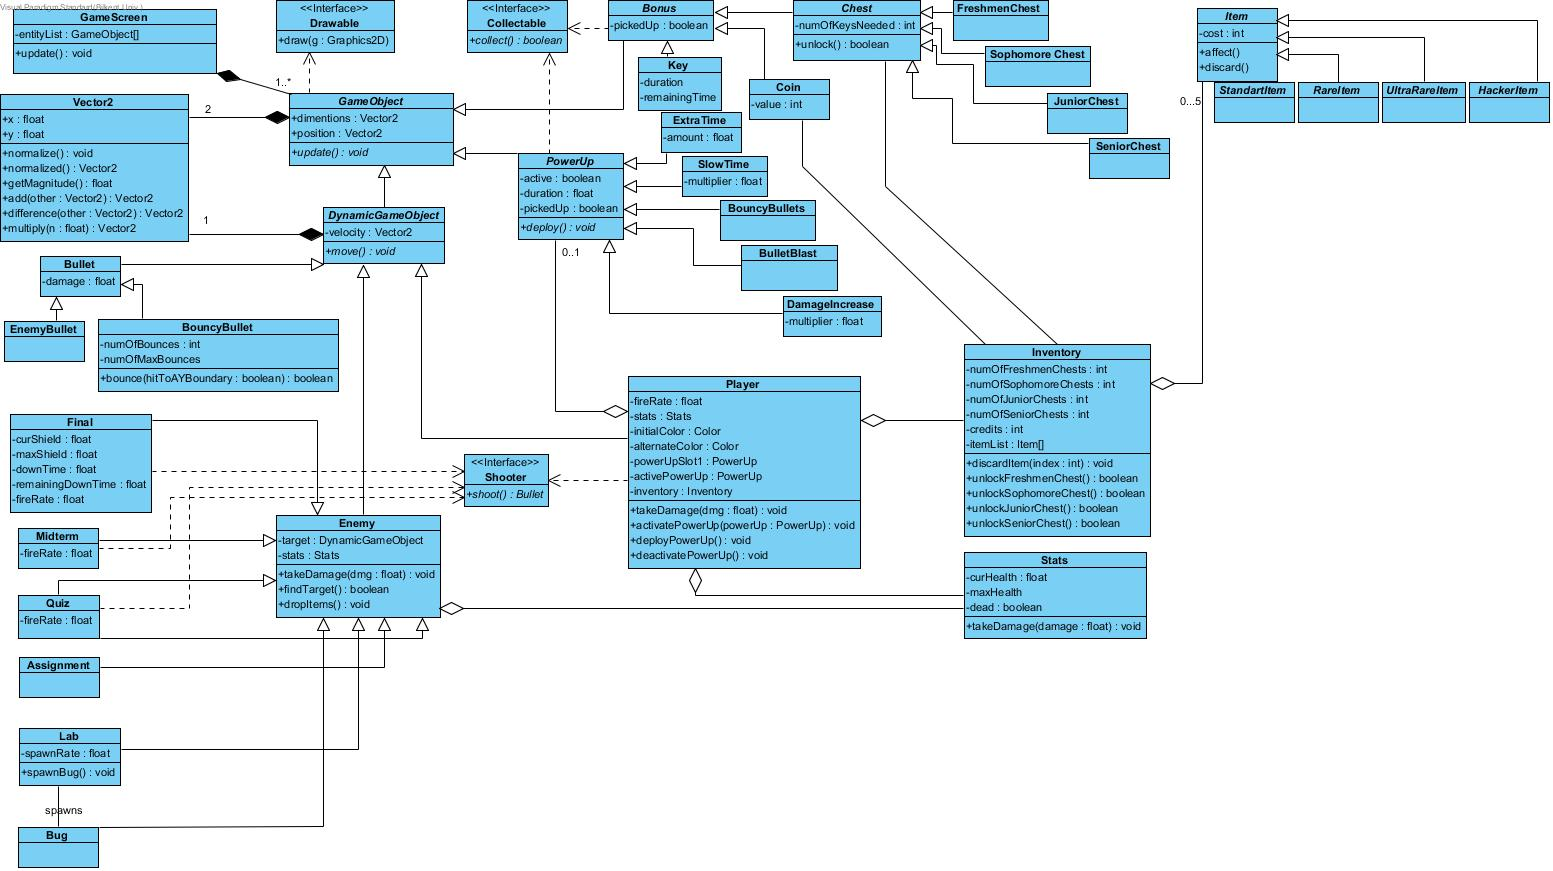 Visual Paradigm Standard(Bilkent Univ.)
GameScreen
-entityList : GameObject[]
+update() : void
<<Interface>>
Drawable
+draw(g : Graphics2D)
<<Interface>>
Collectable
+collect() : boolean
Bonus
-pickedUp : boolean
Chest
-numOfKeysNeeded : int
+unlock() : boolean
FreshmenChest
Sophomore Chest
JuniorChest
SeniorChest
Item
-cost : int
+affect()
+discard()
StandartItem
RareItem
UltraRareItem
HackerItem
0...5
Key
-duration
-remainingTime
Coin
-value : int
1..*
Vector2
+x : float
+y : float
+normalize() : void
+normalized() : Vector2
+getMagnitude() : float
+add(other : Vector2) : Vector2
+difference(other : Vector2) : Vector2
+multiply(n : float) : Vector2
2
1
GameObject
+dimentions : Vector2
+position : Vector2
+update() : void
ExtraTime
-amount : float
PowerUp
-active : boolean
-duration : float
-pickedUp : boolean
+deploy() : void
0..1
SlowTime
-multiplier : float
BouncyBullets
BulletBlast
DamageIncrease
-multiplier : float
DynamicGameObject
-velocity : Vector2
+move() : void
Bullet
-damage : float
EnemyBullet
BouncyBullet
-numOfBounces : int
-numOfMaxBounces
+bounce(hitToAYBoundary : boolean) : boolean
Inventory
-numOfFreshmenChests : int
-numOfSophomoreChests : int
-numOfJuniorChests : int
-numOfSeniorChests : int
-credits : int
-itemList : Item[]
+discardItem(index : int) : void
+unlockFreshmenChest() : boolean
+unlockSophomoreChest() : boolean
+unlockJuniorChest() : boolean
+unlockSeniorChest() : boolean
Player
-fireRate : float
-stats : Stats
-initialColor : Color
-alternateColor : Color
-powerUpSlot1 : PowerUp
-activePowerUp : PowerUp
-inventory : Inventory
+takeDamage(dmg : float) : void
+activatePowerUp(powerUp : PowerUp) : void
+deployPowerUp() : void
+deactivatePowerUp() : void
Final
-curShield : float
-maxShield : float
-downTime : float
-remainingDownTime : float
-fireRate : float
<<Interface>>
Shooter
+shoot() : Bullet
Enemy
-target : DynamicGameObject
-stats : Stats
+takeDamage(dmg : float) : void
+findTarget() : boolean
+dropItems() : void
Midterm
-fireRate : float
Stats
-curHealth : float
-maxHealth
-dead : boolean
+takeDamage(damage : float) : void
Quiz
-fireRate : float
Assignment
Lab
-spawnRate : float
+spawnBug() : void
spawns
Bug